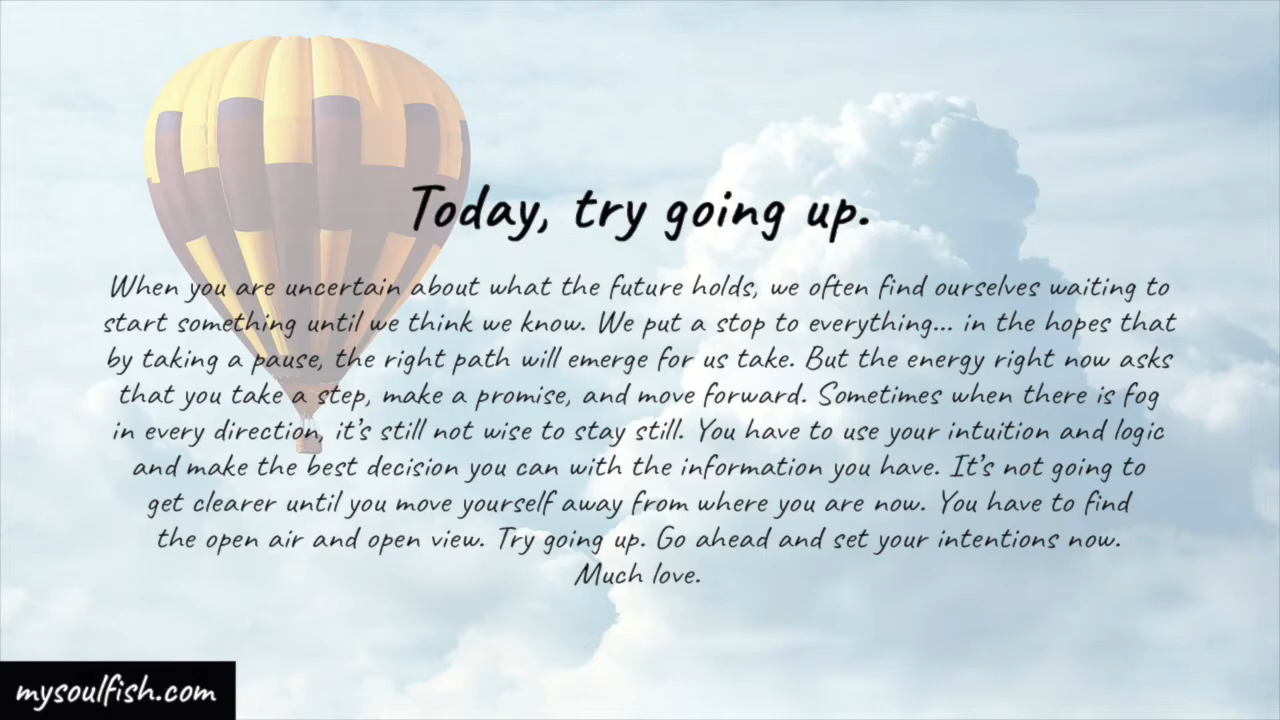 Today, try going up.
When you are uncertain about what the future holds, we often find ourselves waiting to
start something until we think we know. We put a stop to everything... in the hopes that
by taking a pause, the right path will emerge for us take. But the energy right now asks
that you take a step, make a promise, and move forward. Sometimes when there is fog
in every direction, it's still not wise to stay still. You have to use your intuition and logic
and make the best decision you can with the information you have. It's not going to
get clearer until you move yourself away from where you are now. You have to find
the open air and open view. Try going up. Go ahead and set your intentions now.
Much love.
mysoulfish.com